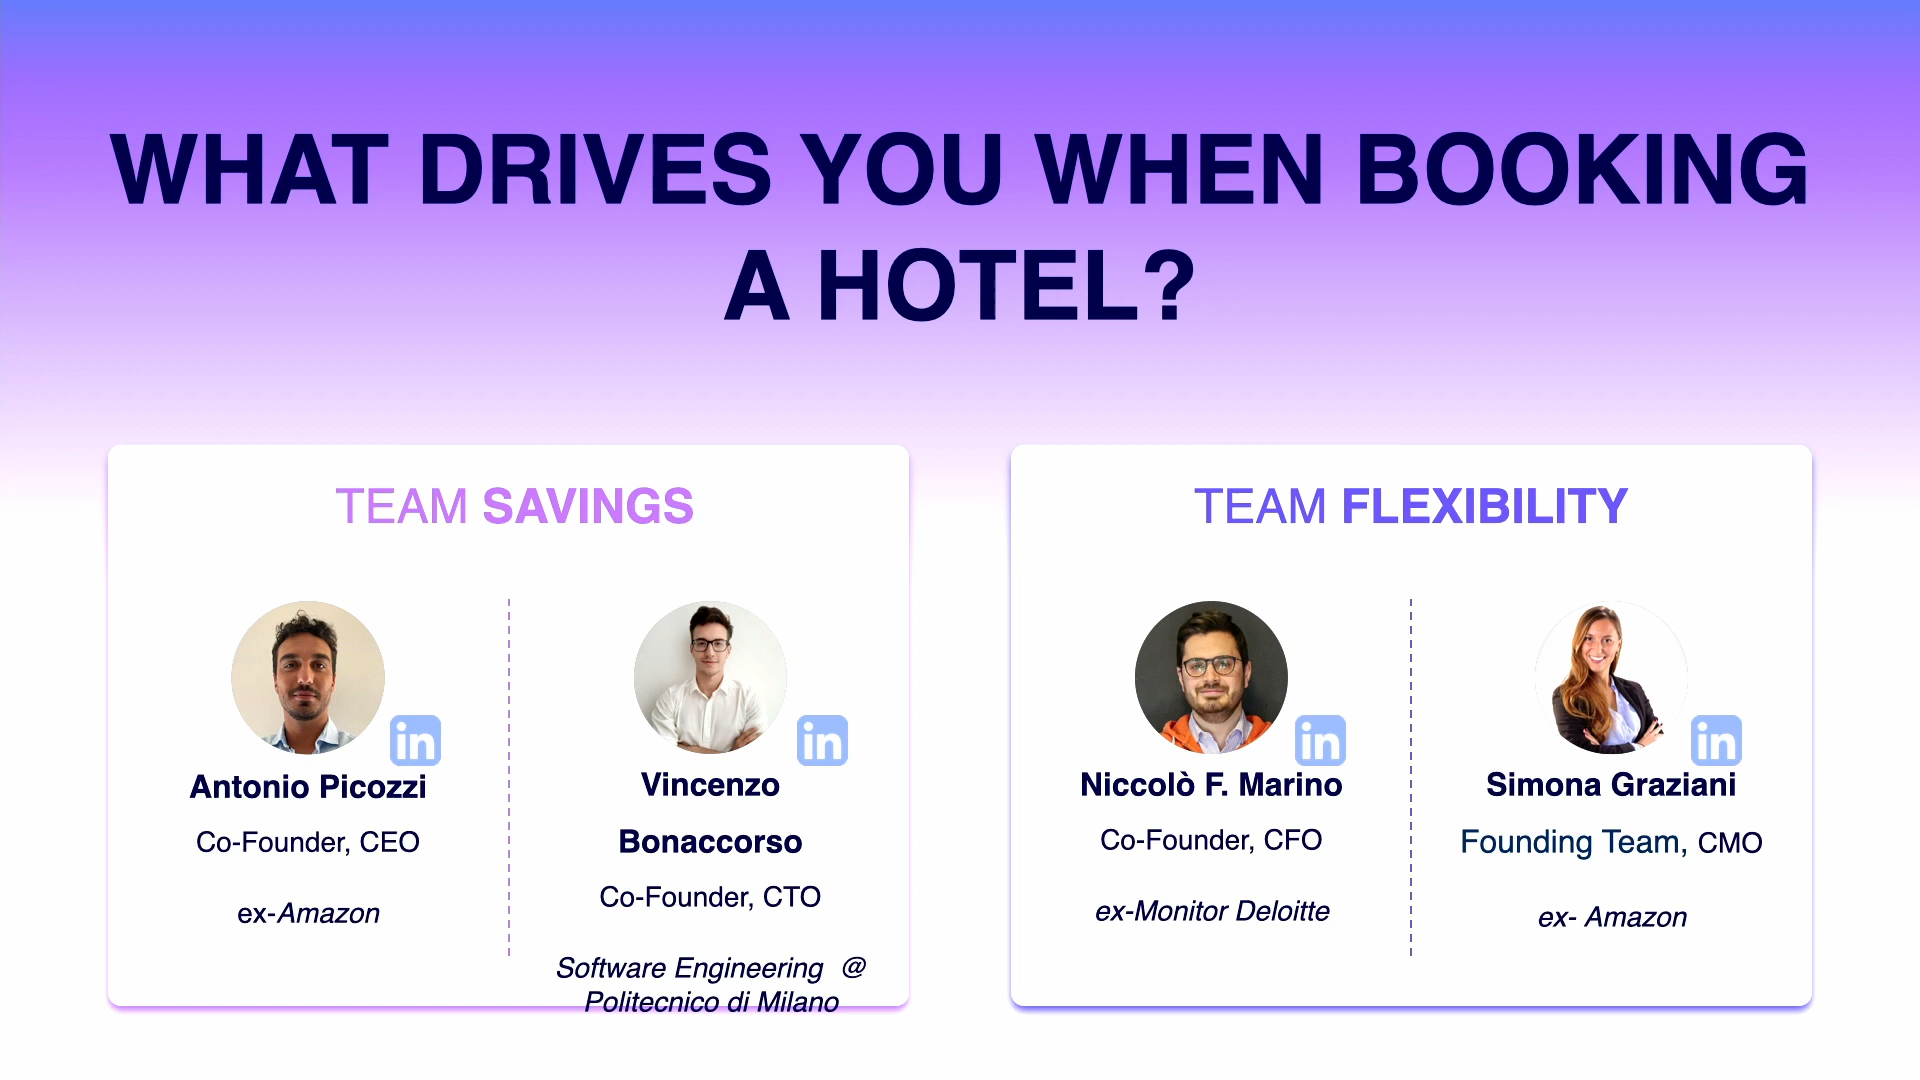 WHAT DRIVES YOU WHEN BOOKING
A HOTEL?
TEAM SAVINGS
in
Antonio Picozzi
Co-Founder, CEO
ex-Amazon
in
Vincenzo
Bonaccorso
Co-Founder, CTO
Software Engineering  @
Politecnico di Milano
TEAM FLEXIBILITY
in
Niccolò F. Marino
Co-Founder, CFO
ex-Monitor Deloitte
in
Simona Graziani
Founding Team, CMO
ex- Amazon